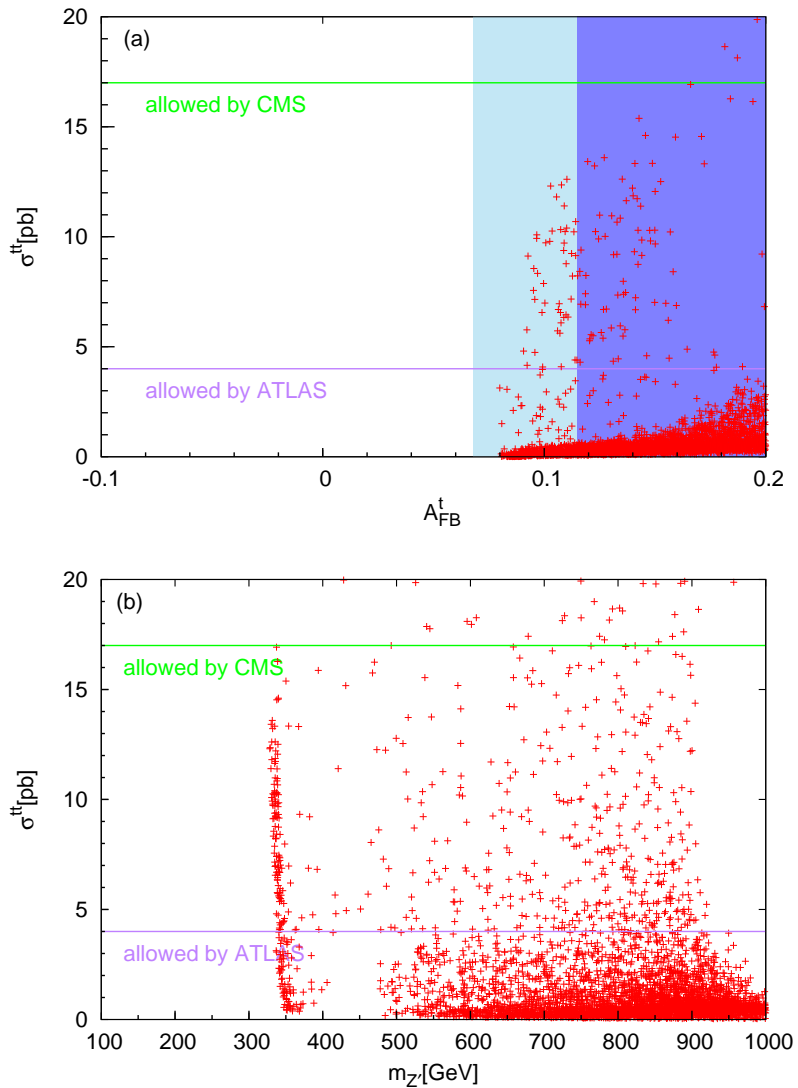 20
(a)
allowed by CMS
15
σ^tt[pb]
10
5
allowed by ATLAS
0
-0.1 0 0.1 0.2
A^t_FB
20
(b)
allowed by CMS
15
σ^tt[pb]
10
5
allowed by ATLAS
0
100 200 300 400 500 600 700 800 900 1000
m_Z'[GeV]